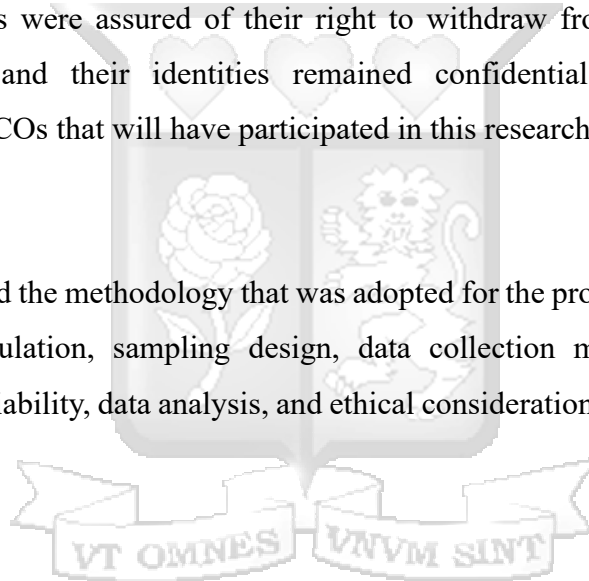 s were assured of their right to withdraw fro
and their identities remained confidential
COs that will have participated in this research
d the methodology that was adopted for the pro
ulation, sampling design, data collection m
iability, data analysis, and ethical consideration
VT OMNES VNVM SINT